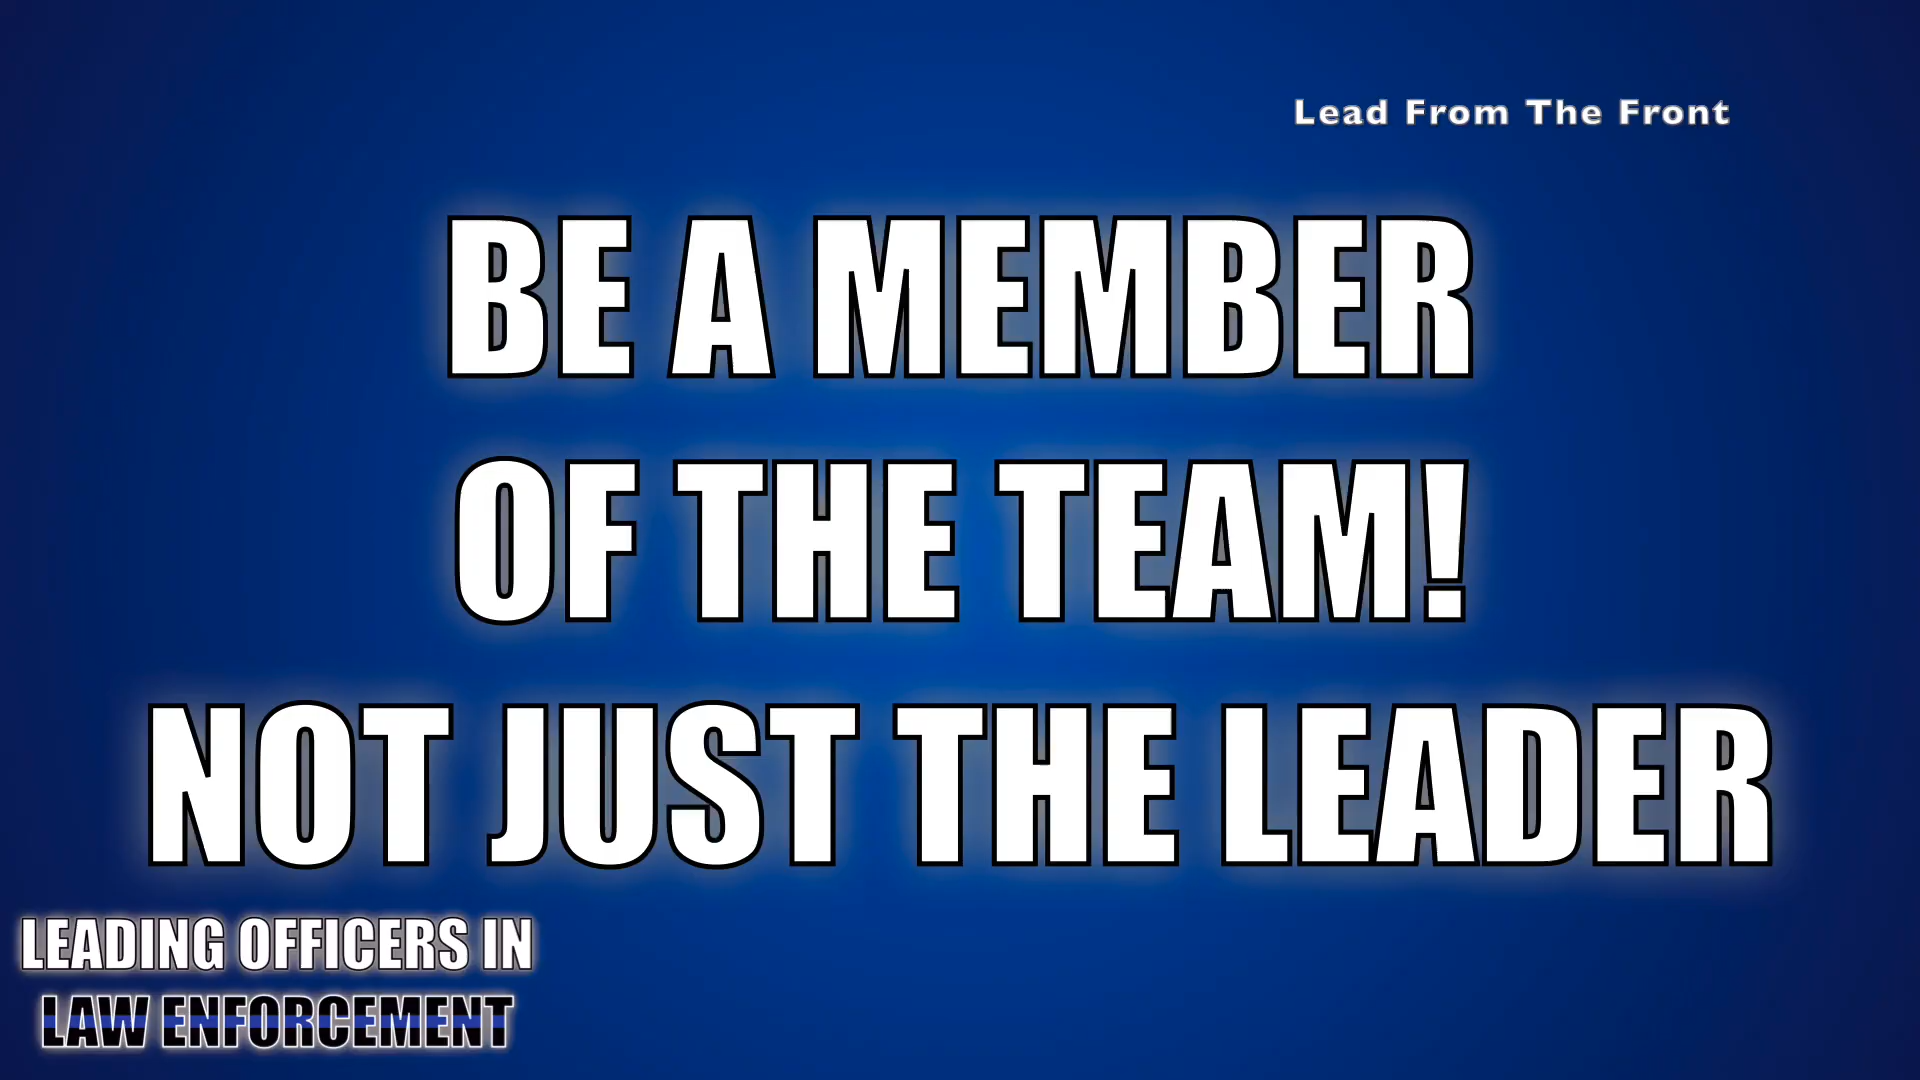 Lead From The Front
BE A MEMBER
OF THE TEAM!
NOT JUST THE LEADER
LEADING OFFICERS IN
LAW ENFORCEMENT